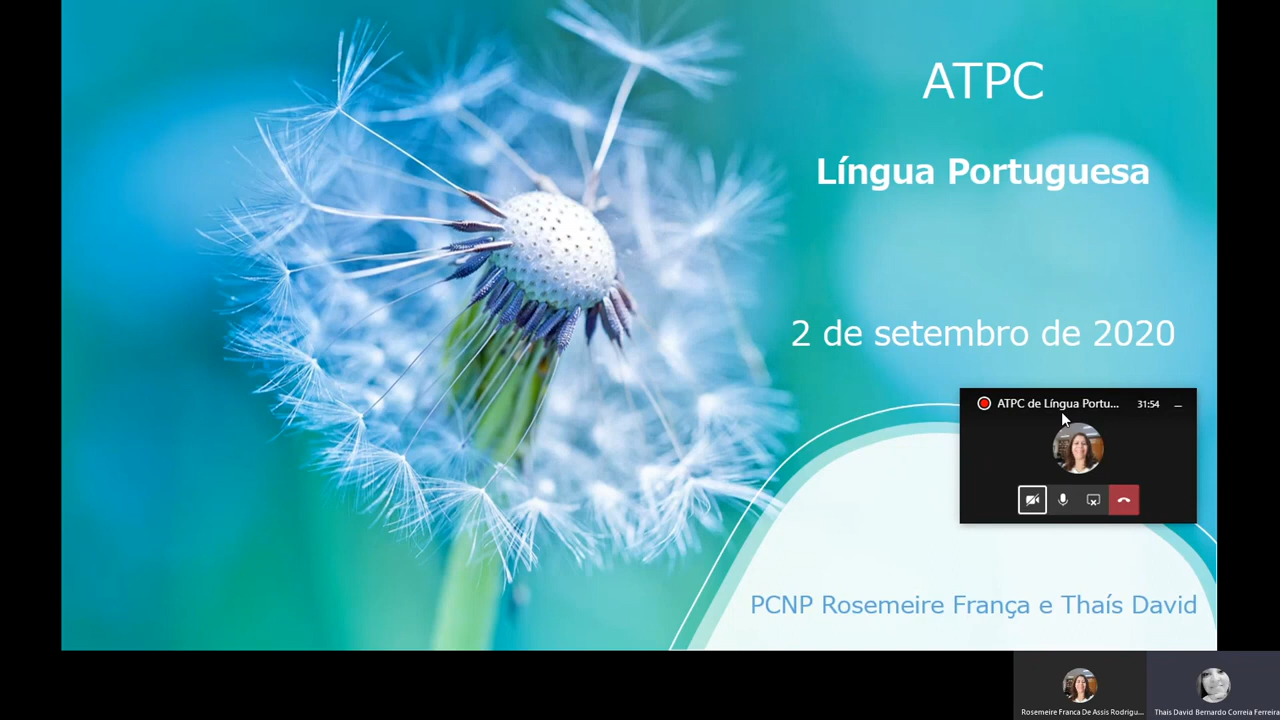 ATPC
Língua Portuguesa
2 de setembro de 2020
ATPC de Língua Portu...
31:54
PCNP Rosemeire França e Thaís David
Rosemeire Franca De Assis Rodrigu...
Thais David Bernardo Correia Ferreira